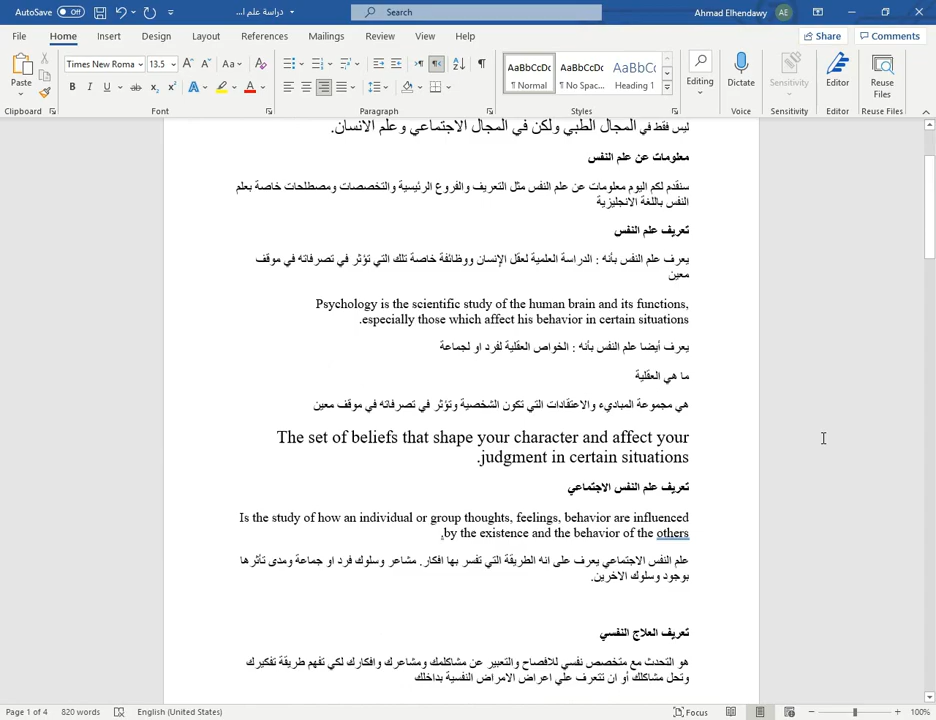 AutoSave
Off
دراسة علم ا...
Search
Ahmad Elhendawy
AE
File
Home
Insert
Design
Layout
References
Mailings
Review
View
Help
Share
Comments
Paste
Times New Roma
13.5
Aa
B I U ab x₂ x² A A
AaBbCcDc
AaBbCcDc
AaBbCc
¶ Normal
¶ No Spac...
Heading 1
Editing
Dictate
Sensitivity
Editor
Reuse
Files
Clipboard
Font
Paragraph
Styles
Voice
Sensitivity
Editor
Reuse Files
ليس فقط في المجال الطبي ولكن في المجال الاجتماعي وعلم الانسان.
معلومات عن علم النفس
سنقدم لكم اليوم معلومات عن علم النفس مثل التعريف والفروع الرئيسية والتخصصات ومصطلحات خاصة بعلم
النفس باللغة الانجليزية
تعريف علم النفس
يعرف علم النفس بأنه : الدراسة العلمية لعقل الإنسان ووظائفة خاصة تلك التي تؤثر في تصرفاته في موقف
معين
Psychology is the scientific study of the human brain and its functions,
.especially those which affect his behavior in certain situations
يعرف أيضا علم النفس بأنه : الخواص العقلية لفرد او لجماعة
ما هي العقلية
هي مجموعة المباديء والاعتقادات التي تكون الشخصية وتؤثر في تصرفاته في موقف معين
The set of beliefs that shape your character and affect your
.judgment in certain situations
تعريف علم النفس الاجتماعي
Is the study of how an individual or group thoughts, feelings, behavior are influenced
.by the existence and the behavior of the others
علم النفس الاجتماعي يعرف على انه الطريقة التي تفسر بها افكار. مشاعر وسلوك فرد او جماعة ومدى تأثرها
بوجود وسلوك الاخرين.
تعريف العلاج النفسي
هو التحدث مع متخصص نفسي للافصاح والتعبير عن مشاكلمك ومشاعرك وافكارك لكي تفهم طريقة تفكيرك
وتحل مشاكلك أو ان تتعرف علي اعراض الامراض النفسية بداخلك
Page 1 of 4
820 words
English (United States)
Focus
100%